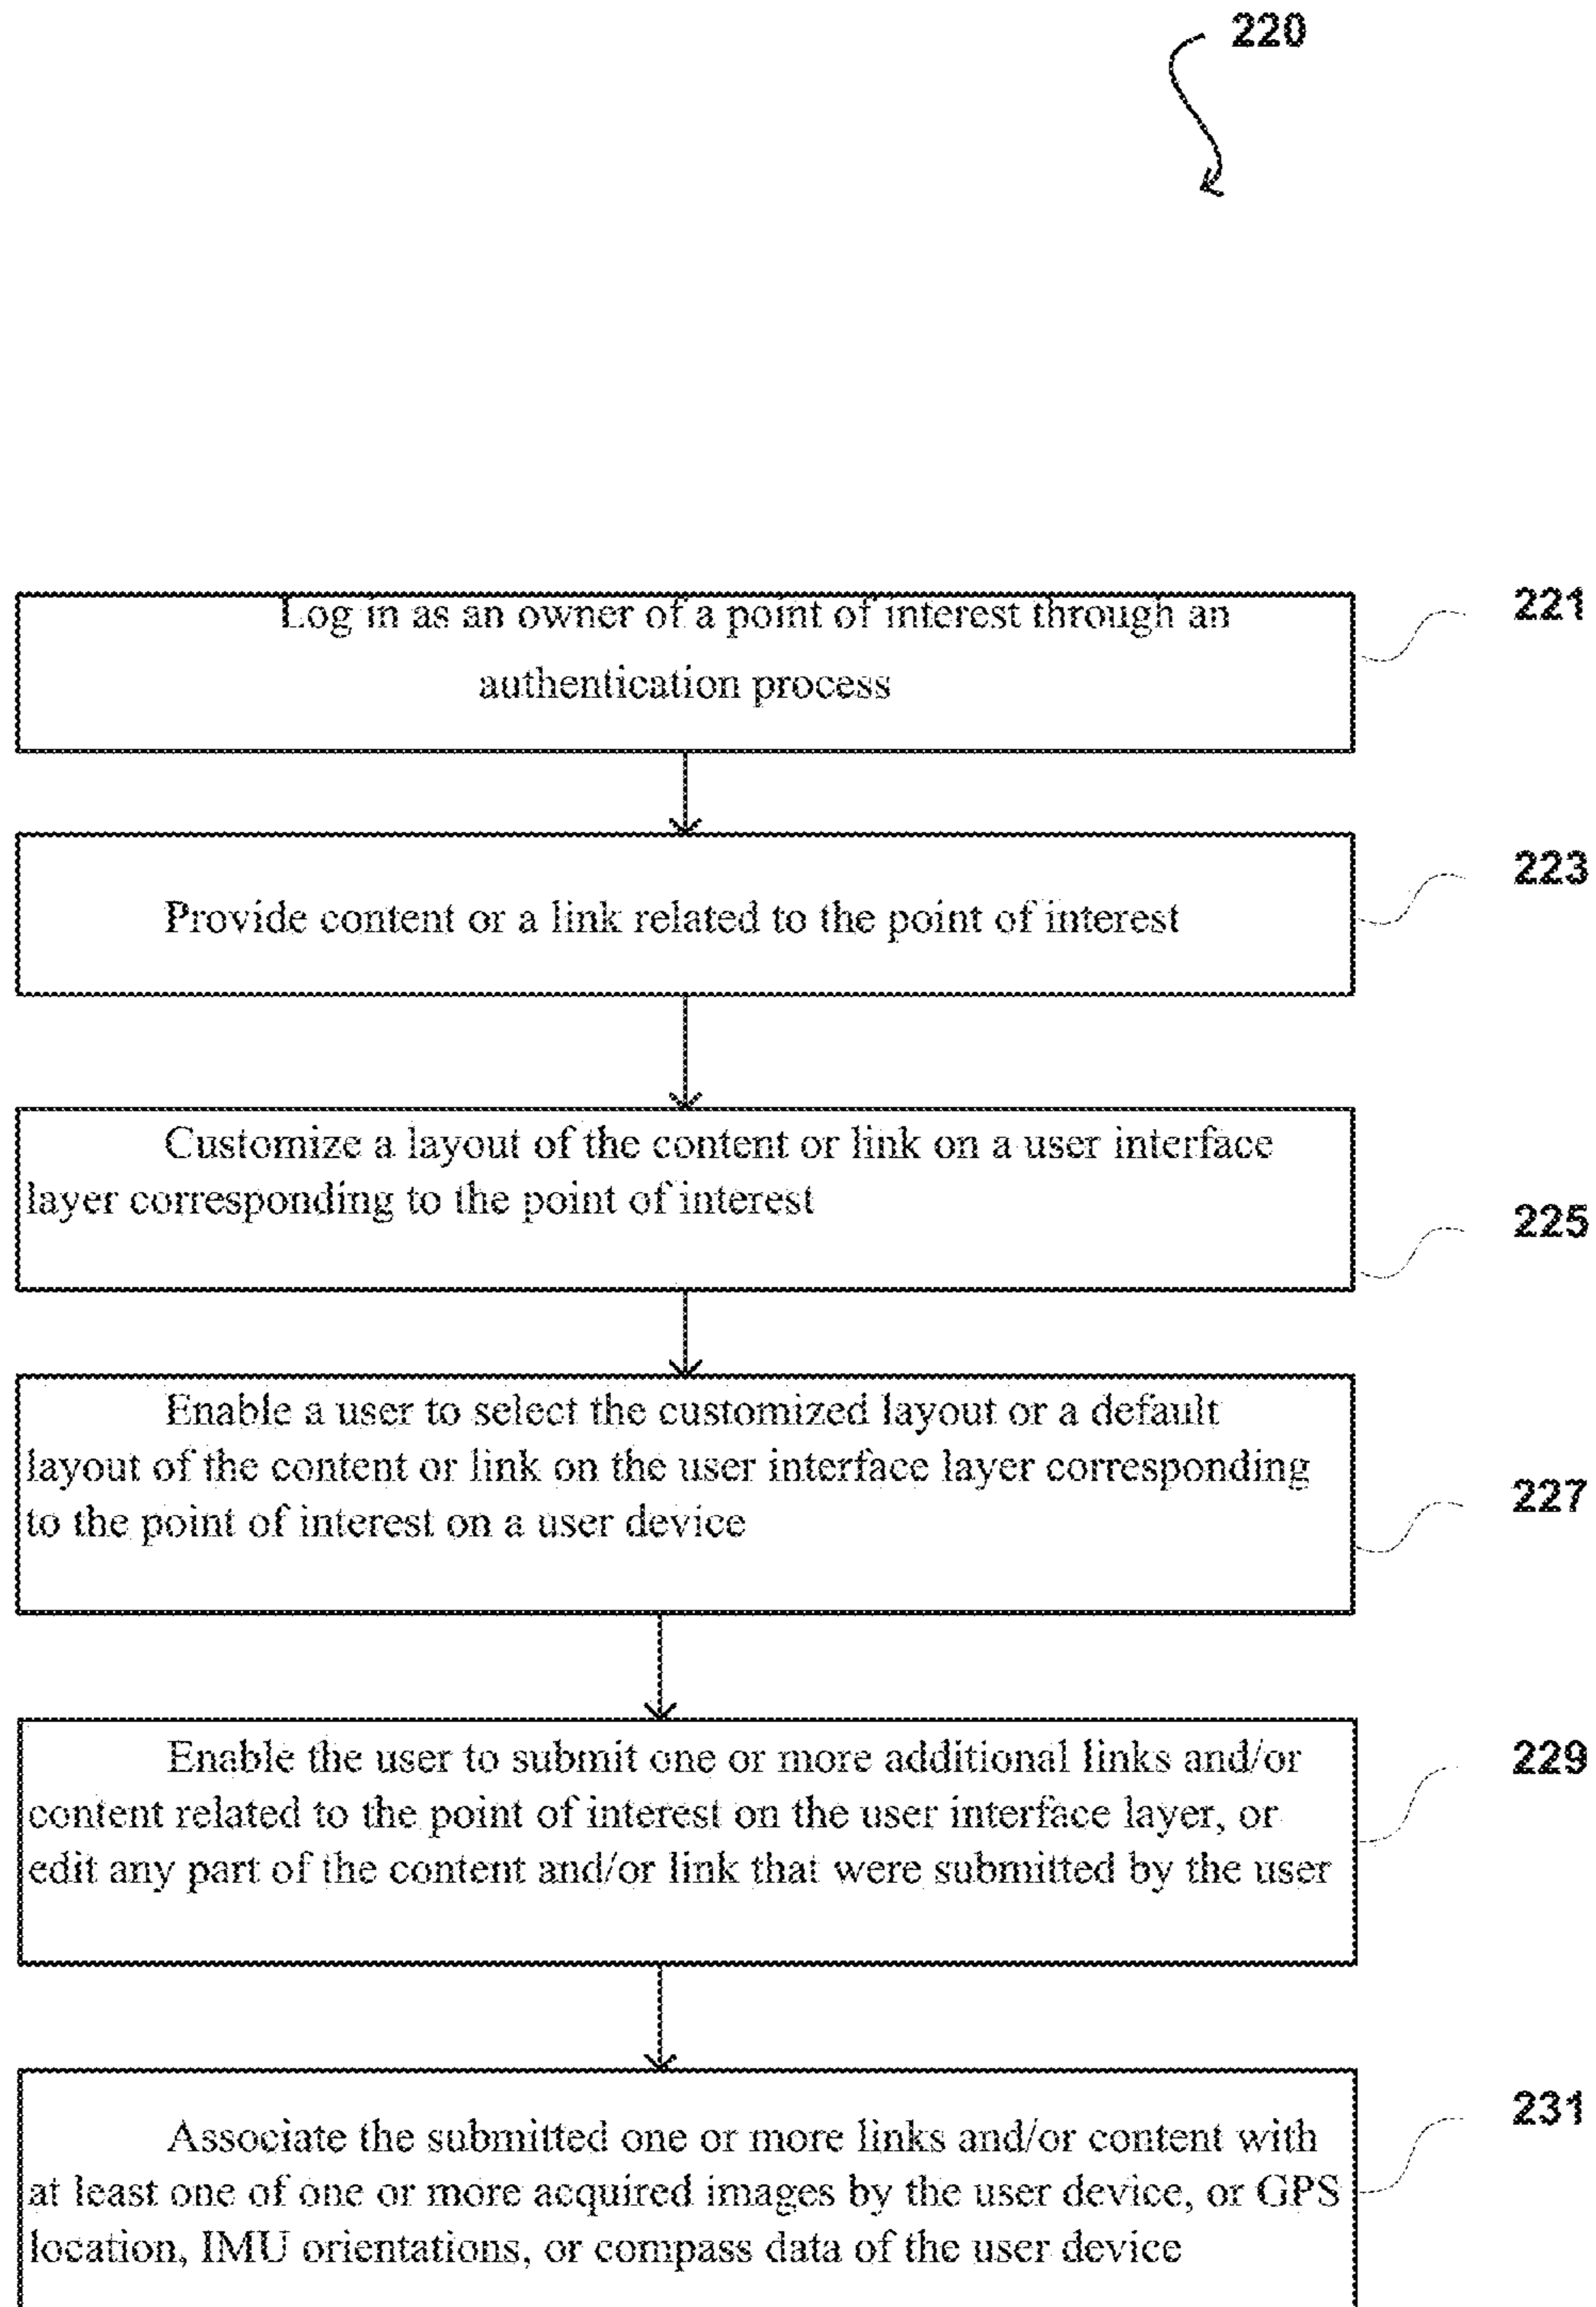 220
Log in as an owner of a point of interest through an
authentication process
221
Provide content or a link related to the point of interest
223
Customize a layout of the content or link on a user interface
layer corresponding to the point of interest
225
Enable a user to select the customized layout or a default
layout of the content or link on the user interface layer corresponding
to the point of interest on a user device
227
Enable the user to submit one or more additional links and/or
content related to the point of interest on the user interface layer, or
edit any part of the content and/or link that were submitted by the user
229
Associate the submitted one or more links and/or content with
at least one of one or more acquired images by the user device, or GPS
location, IMU orientations, or compass data of the user device
231